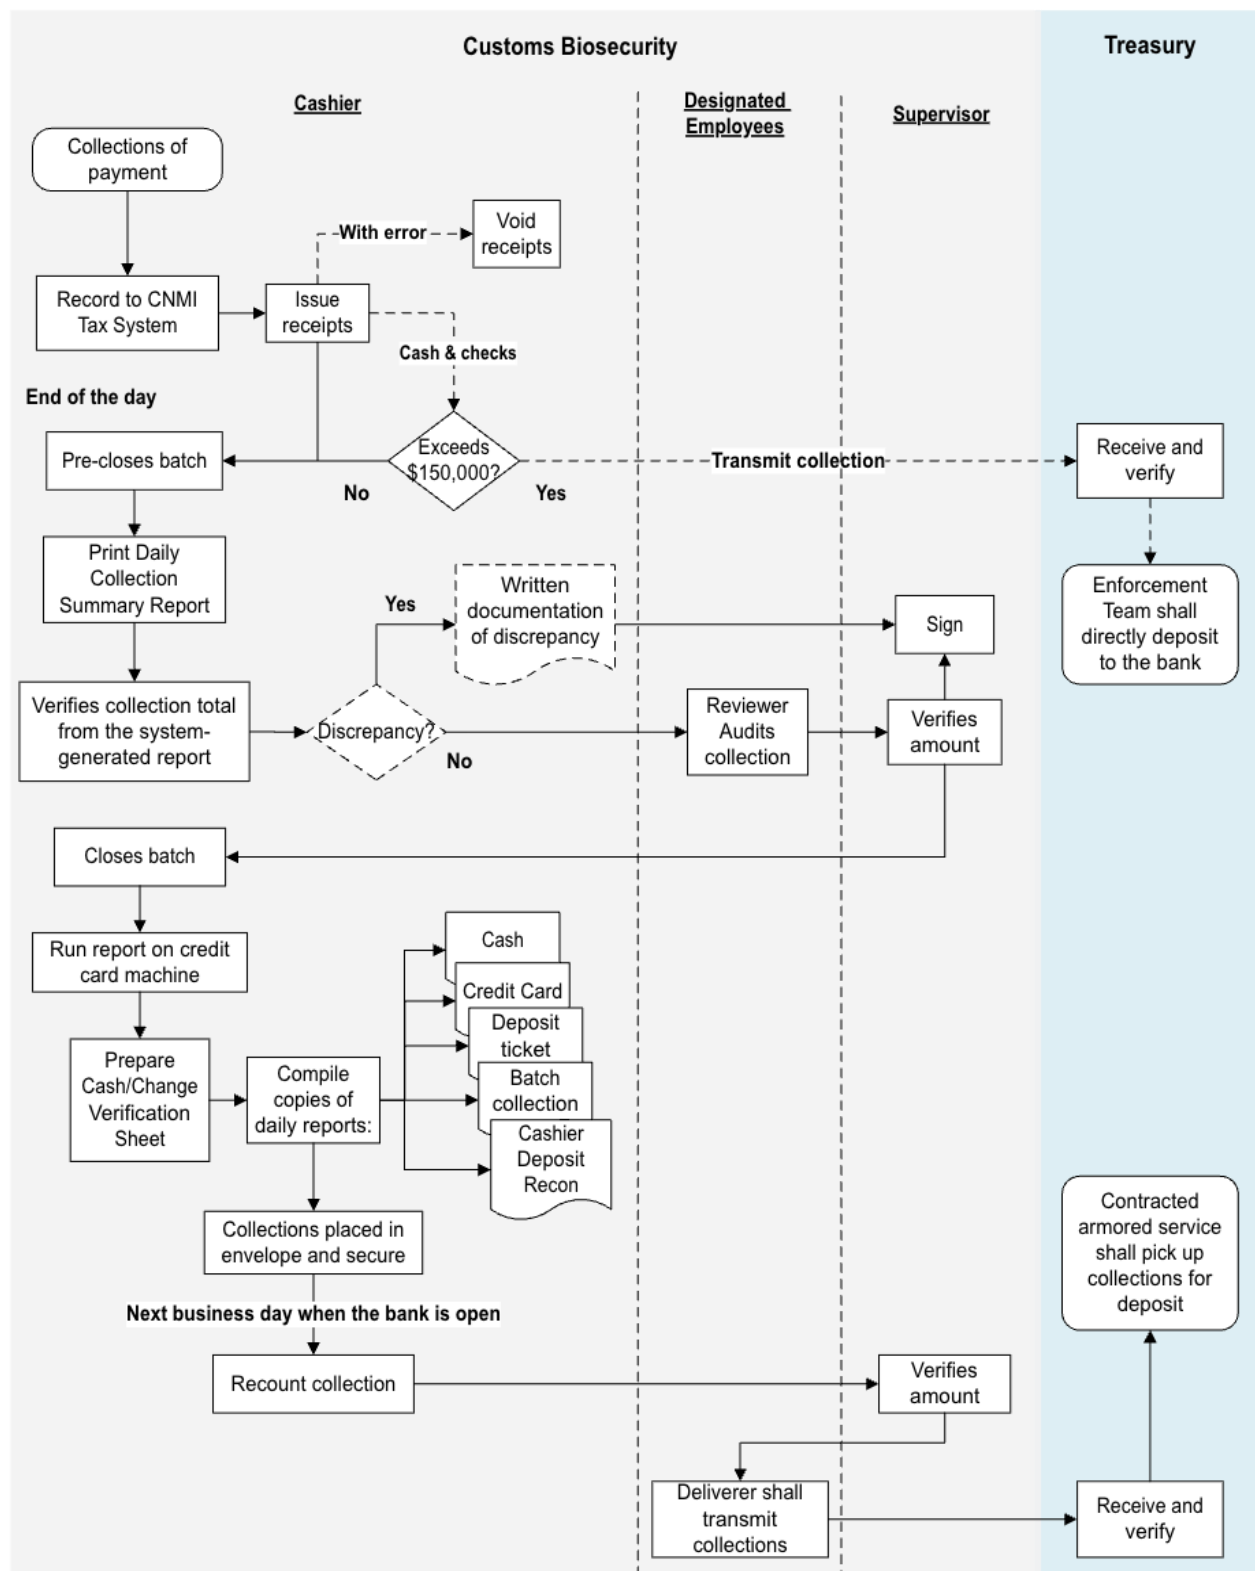 Customs Biosecurity
Treasury
Cashier
Designated
Employees
Supervisor
Collections of
payment
With error
Void
receipts
Record to CNMI
Tax System
Issue
receipts
Cash & checks
End of the day
Pre-closes batch
Exceeds
$150,000?
No
Yes
Transmit collection
Receive and
verify
Print Daily
Collection
Summary Report
Yes
Written
documentation
of discrepancy
Sign
Enforcement
Team shall
directly deposit
to the bank
Verifies collection total
from the system-
generated report
Discrepancy?
No
Reviewer
Audits
collection
Verifies
amount
Closes batch
Run report on credit
card machine
Prepare
Cash/Change
Verification
Sheet
Compile
copies of
daily reports:
Cash
Credit Card
Deposit
ticket
Batch
collection
Cashier
Deposit
Recon
Collections placed in
envelope and secure
Contracted
armored service
shall pick up
collections for
deposit
Next business day when the bank is open
Recount collection
Verifies
amount
Deliverer shall
transmit
collections
Receive and
verify